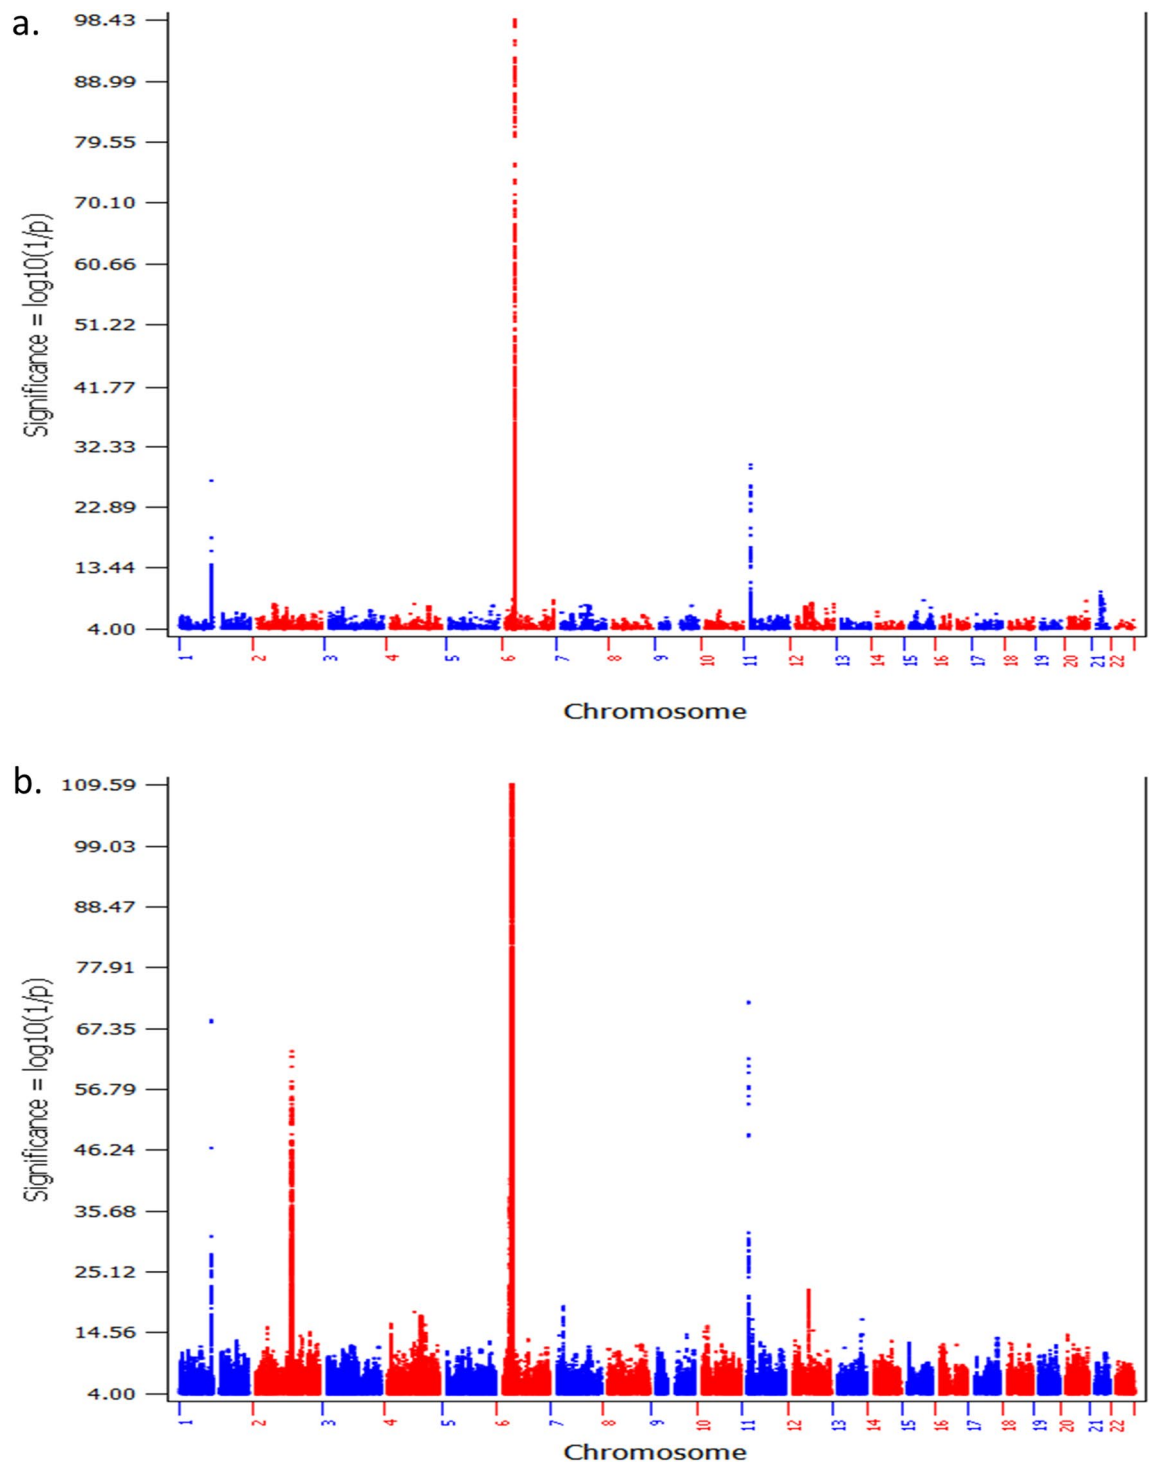 a.
98.43
88.99
79.55
70.10
60.66
51.22
41.77
32.33
22.89
13.44
4.00
Significance = log10(1/p)
1 2 3 4 5 6 7 8 9 10 11 12 13 14 15 16 17 18 19 20 21 22
Chromosome
b.
109.59
99.03
88.47
77.91
67.35
56.79
46.24
35.68
25.12
14.56
4.00
Significance = log10(1/p)
1 2 3 4 5 6 7 8 9 10 11 12 13 14 15 16 17 18 19 20 21 22
Chromosome